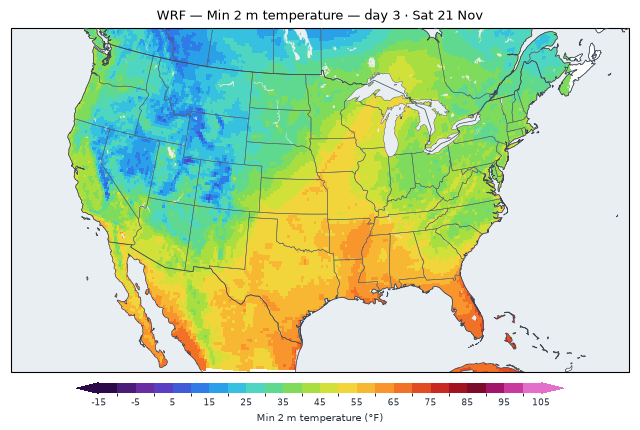 WRF — Min 2 m temperature — day 3 · Sat 21 Nov
-15 -5 5 15 25 35 45 55 65 75 85 95 105
Min 2 m temperature (°F)